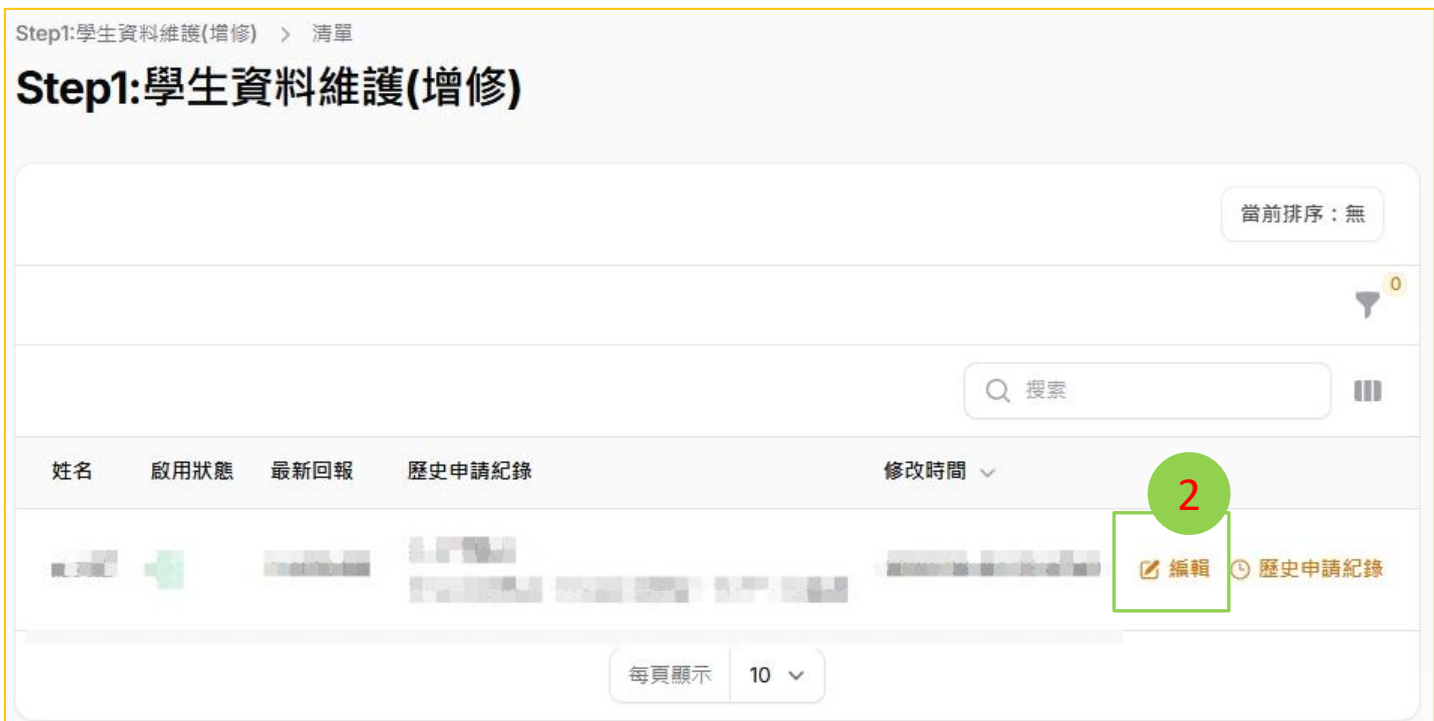 Step1:學生資料維護(增修) > 清單
Step1:學生資料維護(增修)
當前排序：無
0
搜索
姓名 啟用狀態 最新回報 歷史申請紀錄 修改時間
2
編輯 歷史申請紀錄
每頁顯示 10